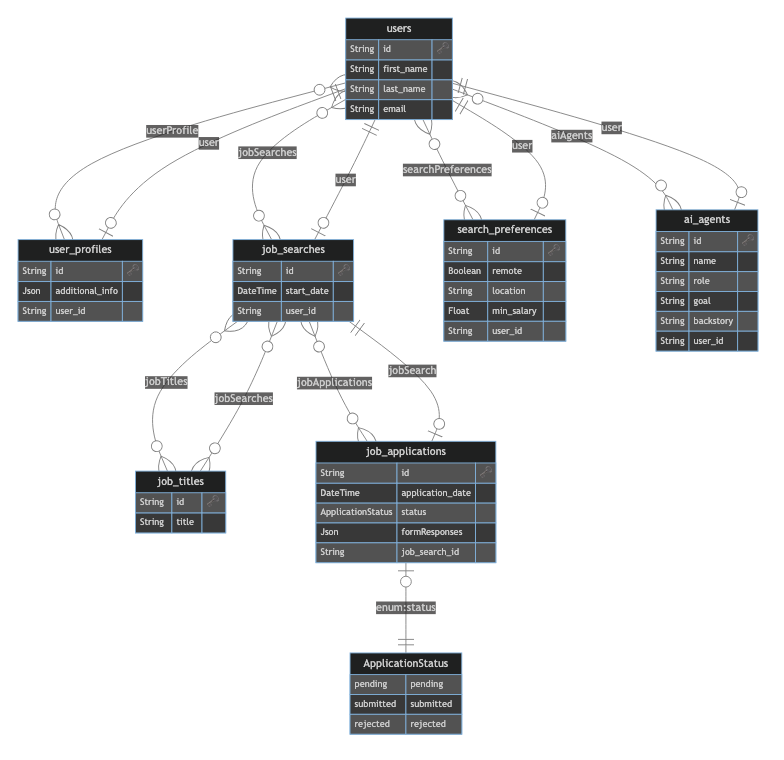 users
String id
String first_name
String last_name
String email
userProfile
user
jobSearches
user
searchPreferences
user
aiAgents
user
user_profiles
String id
Json additional_info
String user_id
job_searches
String id
DateTime start_date
String user_id
search_preferences
String id
Boolean remote
String location
Float min_salary
String user_id
ai_agents
String id
String name
String role
String goal
String backstory
String user_id
jobTitles
jobSearches
jobApplications
jobSearch
job_titles
String id
String title
job_applications
String id
DateTime application_date
ApplicationStatus status
Json formResponses
String job_search_id
enum:status
ApplicationStatus
pending pending
submitted submitted
rejected rejected